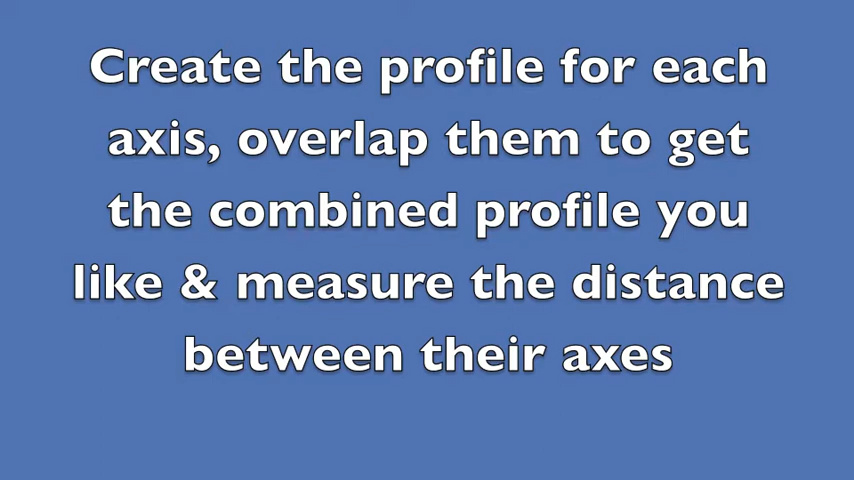 Create the profile for each
axis, overlap them to get
the combined profile you
like & measure the distance
between their axes